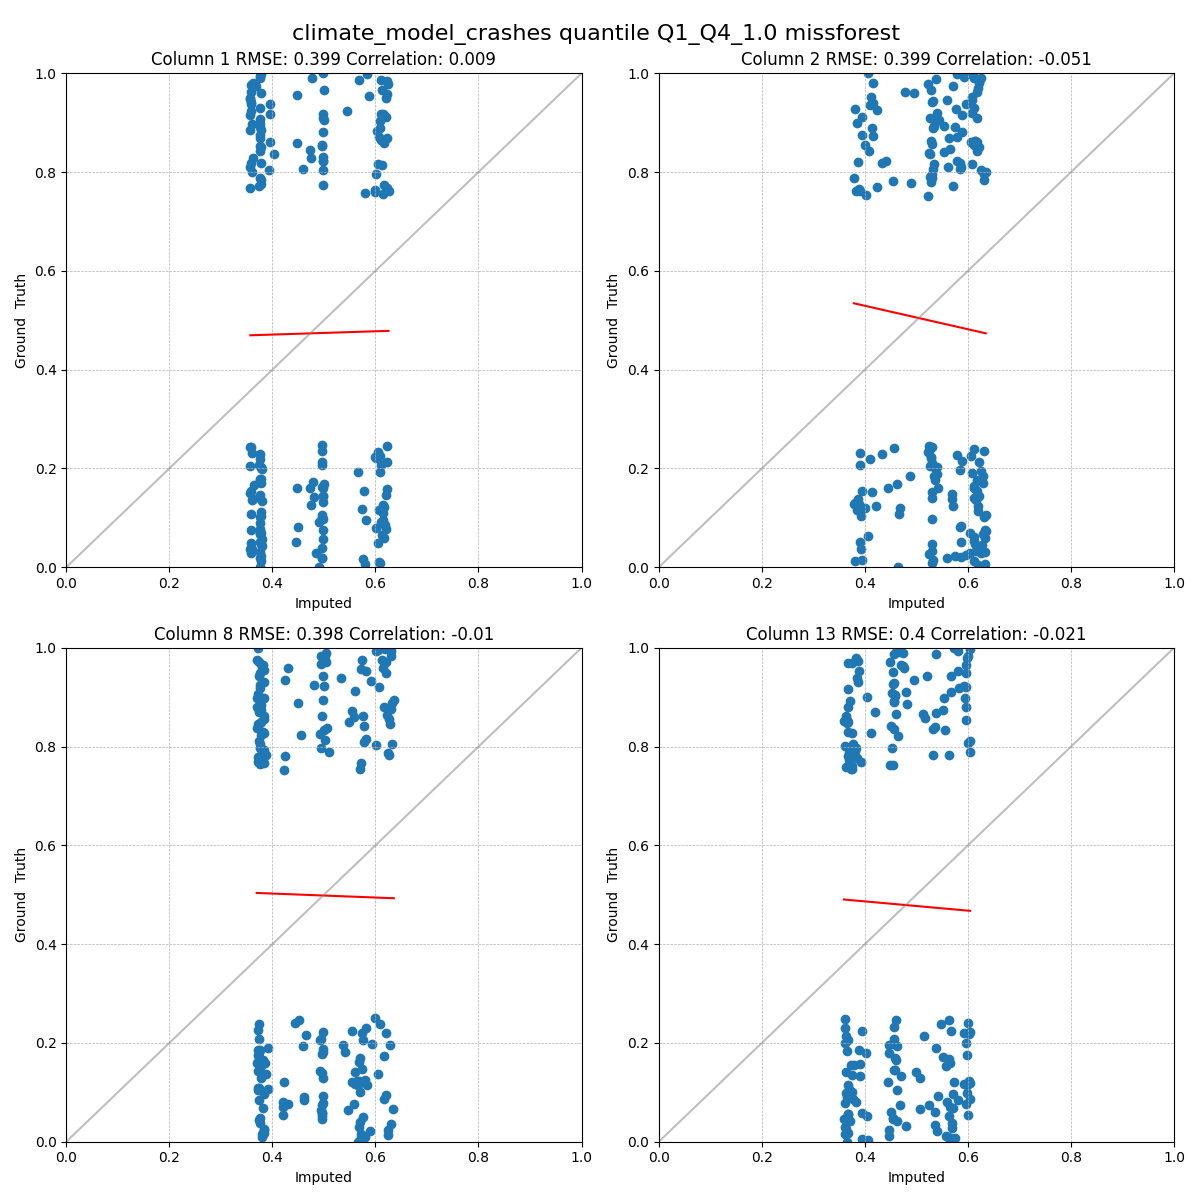 climate_model_crashes quantile Q1_Q4_1.0 missforest
Column 1 RMSE: 0.399 Correlation: 0.009
1.0
0.8
0.6
0.4
0.2
0.0
Ground  Truth
0.0 0.2 0.4 0.6 0.8 1.0
Imputed
Column 2 RMSE: 0.399 Correlation: -0.051
1.0
0.8
0.6
0.4
0.2
0.0
Ground  Truth
0.0 0.2 0.4 0.6 0.8 1.0
Imputed
Column 8 RMSE: 0.398 Correlation: -0.01
1.0
0.8
0.6
0.4
0.2
0.0
Ground  Truth
0.0 0.2 0.4 0.6 0.8 1.0
Imputed
Column 13 RMSE: 0.4 Correlation: -0.021
1.0
0.8
0.6
0.4
0.2
0.0
Ground  Truth
0.0 0.2 0.4 0.6 0.8 1.0
Imputed